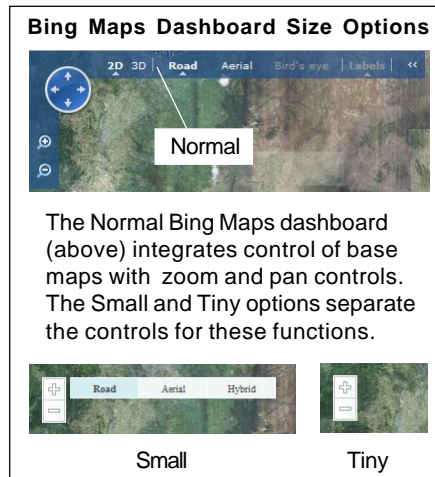 Bing Maps Dashboard Size Options
2D 3D Road Aerial Bird's eye Labels <<
Normal
The Normal Bing Maps dashboard
(above) integrates control of base
maps with zoom and pan controls.
The Small and Tiny options separate
the controls for these functions.
Road Aerial Hybrid
Small Tiny